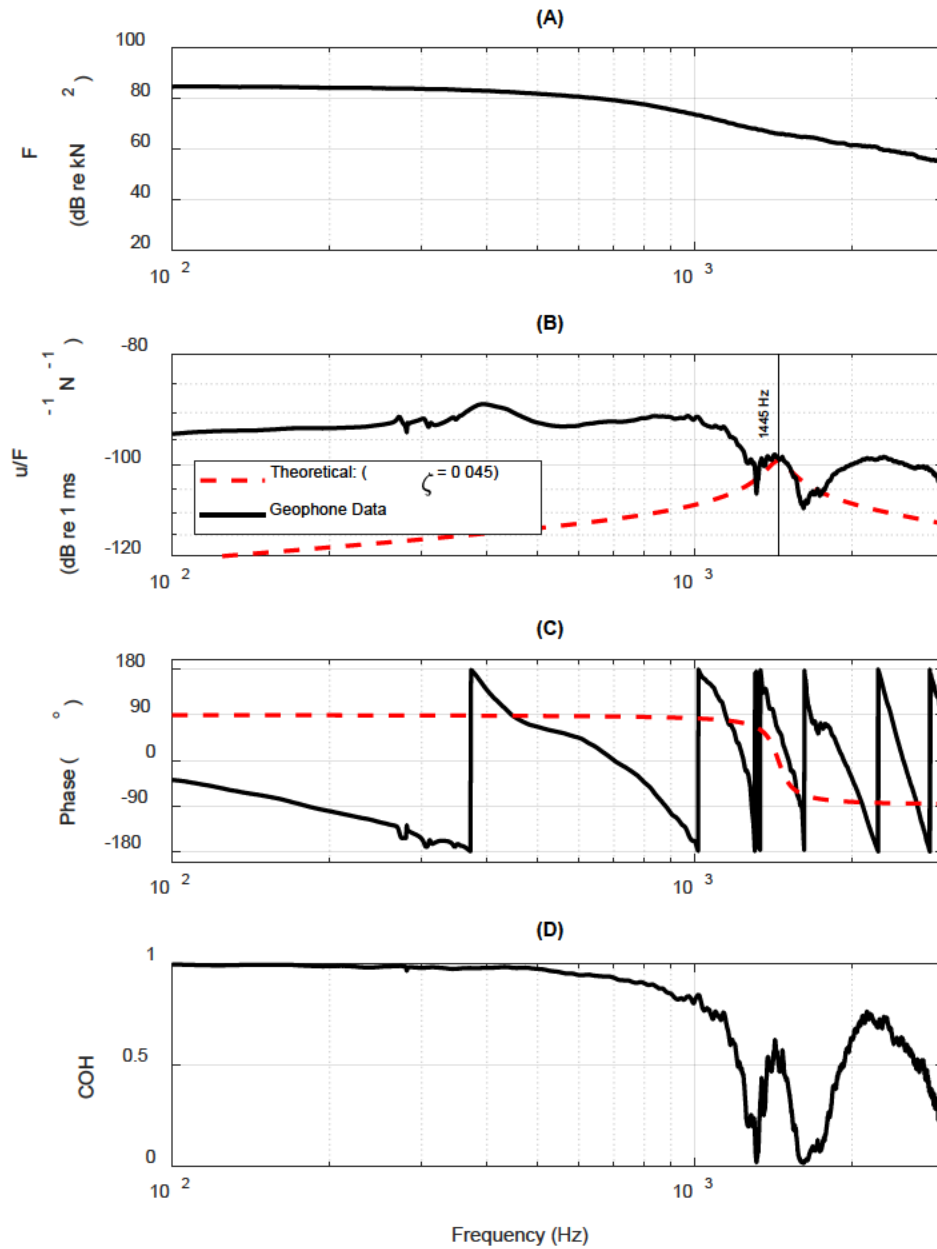 (A)
100
80
60
40
20
F
(dB re kN 2 )
10 2
10 3
(B)
-80
-100
-120
u/F
(dB re 1 ms -1 N -1
1445 Hz
Theoretical: ( ζ = 0 045)
Geophone Data
10 2
10 3
(C)
180
90
0
-90
-180
Phase ( ° )
10 2
10 3
(D)
1
0.5
0
COH
10 2
10 3
Frequency (Hz)